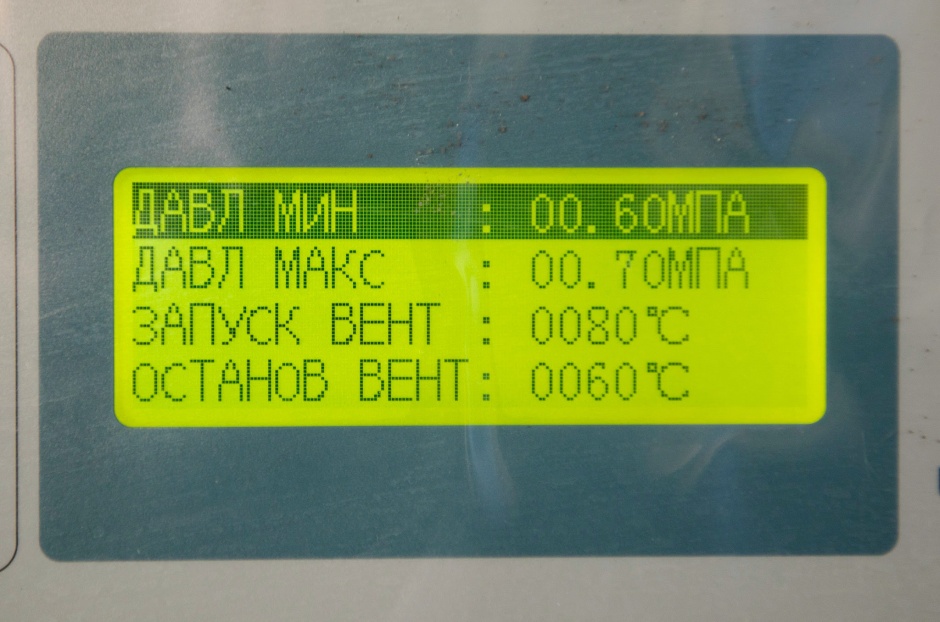 ДАВЛ МИН : 00.60МПА
ДАВЛ МАКС : 00.70МПА
ЗАПУСК ВЕНТ : 0080℃
ОСТАНОВ ВЕНТ: 0060℃